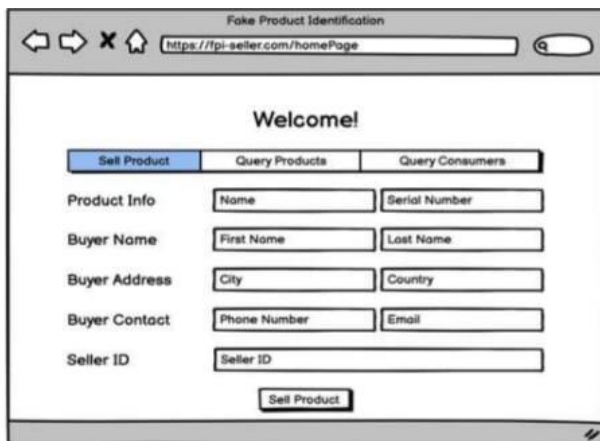 Fake Product Identification
https://fpi-seller.com/homePage
Welcome!
Sell Product Query Products Query Consumers
Product Info Name Serial Number
Buyer Name First Name Last Name
Buyer Address City Country
Buyer Contact Phone Number Email
Seller ID Seller ID
Sell Product